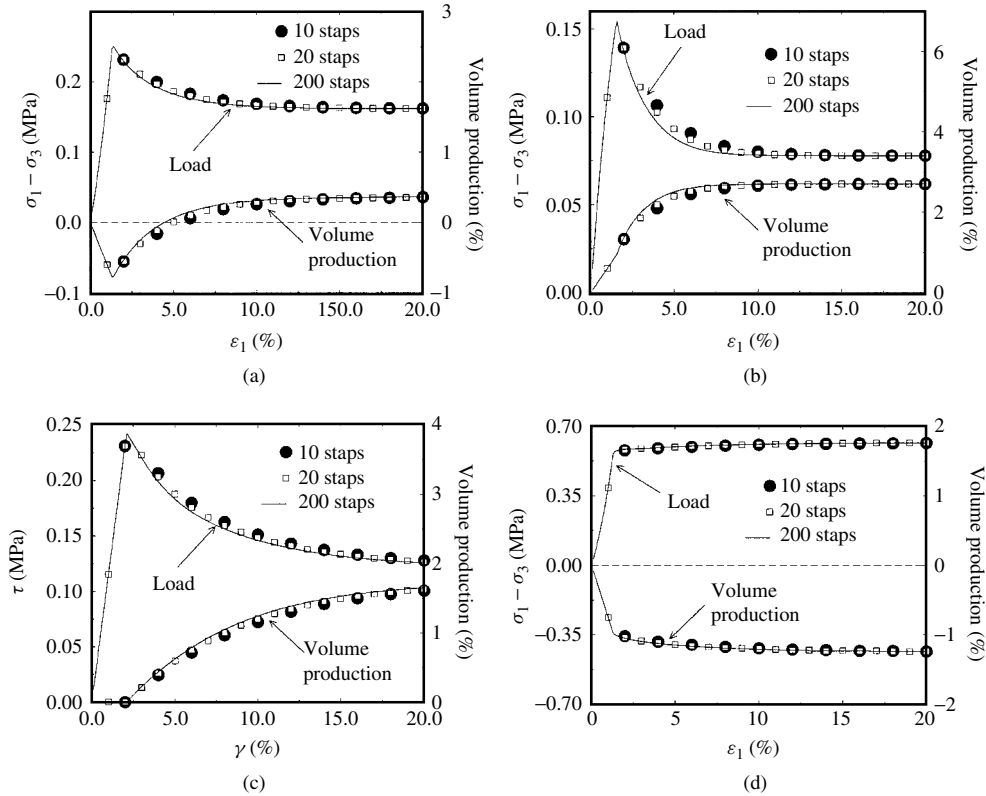 3
0.15
0.2
0.1
0.0
−0.1
2
1
0
−1
σ₁ − σ₃ (MPa)
Volume production (%)
10 staps
20 staps
200 staps
Load
Volume
production
0.0 5.0 10.0 150.0 20.0
ε₁ (%)
(a)
0.15
0.10
0.05
0.00
6
4
2
0
σ₁ − σ₃ (MPa)
Volume production (%)
Load
10 staps
20 staps
200 staps
Volume
production
0.0 5.0 10.0 15.0 20.0
ε₁ (%)
(b)
0.25
0.20
0.15
0.10
0.05
0.00
4
3
2
1
0
τ (MPa)
Volume production (%)
10 staps
20 staps
200 staps
Load
Volume
production
0.0 5.0 10.0 15.0 20.0
γ (%)
(c)
0.70
0.35
0.00
−0.35
−0.70
2
1
0
−1
−2
σ₁ − σ₃ (MPa)
Volume production (%)
10 staps
20 staps
200 staps
Load
Volume
production
0 5 10 15 20
ε₁ (%)
(d)